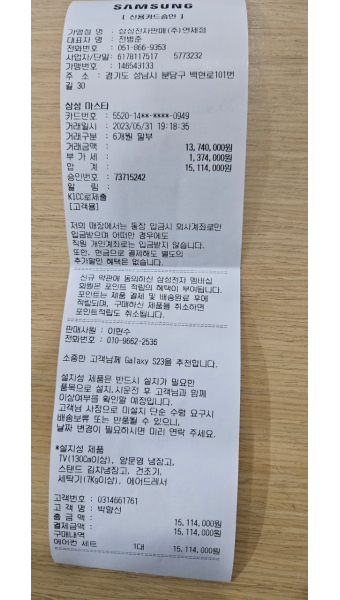 SAMSUNG
[ 신용카드승인 ]
가맹점 명 : 삼성전자판매(주)연제점
대표자 명 : 전병준
전화번호 : 051-866-9353
사업자/단말: 6178117517 5773232
가맹번호 : 146543133
주 소 : 경기도 성남시 분당구 백현로101번
길 30
삼성 마스타
카드번호 : 5520-14**-****-0949
거래일시 : 2023/05/31 19:18:35
거래구분 : 6개월 일부
거래금액: 13,740,000원
부 가 세: 1,374,000원
합 계: 15,114,000원
승인번호 : 73715242
알 림 :
KICC로제출
[고객용]
저희 매장에서는 통장 입금시 회사계좌로만
입금받으며 어떠한 경우에도
직원 개인계좌로는 입금받지 않습니다.
또한, 현금으로 결제해도 별도의
추가할인 혜택은 없습니다.
신규 약관에 동의하신 삼성전자 멤버십
회원은 포인트 적립의 혜택이 부여됩니다.
포인트는 제품 결제 및 배송완료 후에
적립되며, 구매하신 제품을 취소하면
포인트적립도 취소됩니다.
판매사원 : 이현수
전화번호 : 010-9662-2536
소중한 고객님께 Galaxy S23을 추천합니다.
설치성 제품은 반드시 설치가 필요한
품목으로 설치,시운전 후 고객님과 함께
이상여부를 확인할 예정입니다.
고객님 사정으로 미설치 단순 수령 요구시
배송보류 또는 반품될 수 있으니,
날짜 변경이 필요하시면 미리 연락 주세요.
*설치성 제품
TV(130Cm이상), 양문형 냉장고,
스탠드 김치냉장고, 건조기,
세탁기(7Kg이상), 에어드레서
고객번호 : 0314661761
고 객 명 : 박향선
총 금 액 : 15,114,000원
결제금액 : 15,114,000원
구매내역
에어컨 세트 1대 15,114,000원